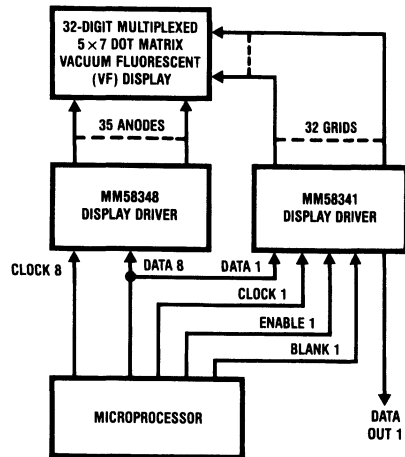 32-DIGIT MULTIPLEXED
5 × 7 DOT MATRIX
VACUUM FLUORESCENT
(VF) DISPLAY
35 ANODES
32 GRIDS
MM58348
DISPLAY DRIVER
MM58341
DISPLAY DRIVER
CLOCK 8
DATA 8
DATA 1
CLOCK 1
ENABLE 1
BLANK 1
MICROPROCESSOR
DATA
OUT 1